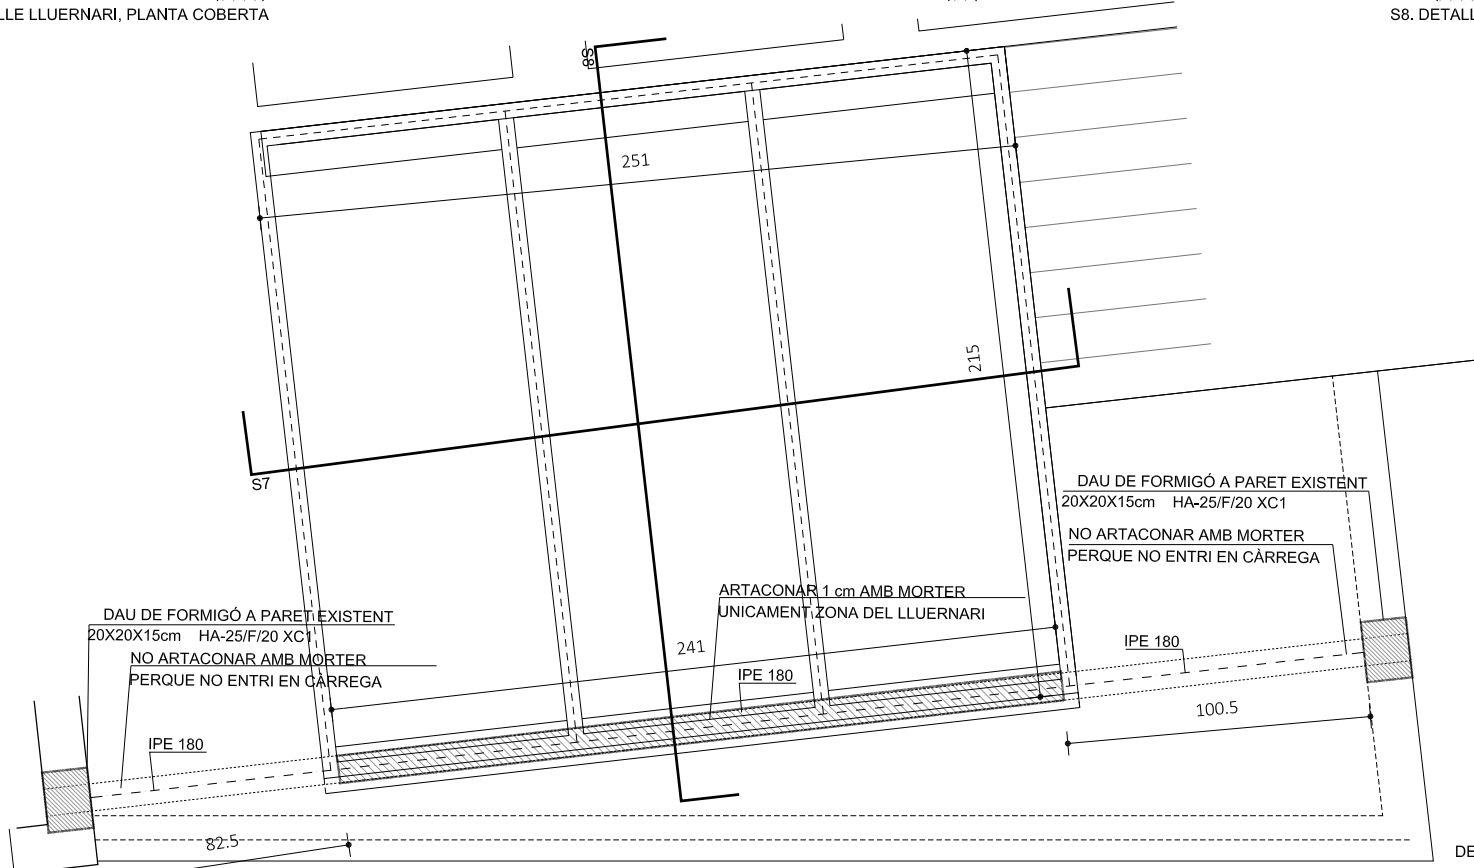 LLE LLUERNARI, PLANTA COBERTA
S8. DETALL
S8
251
215
S7
DAU DE FORMIGÓ A PARET EXISTENT
20X20X15cm HA-25/F/20 XC1
NO ARTACONAR AMB MORTER
PERQUE NO ENTRI EN CÀRREGA
ARTACONAR 1 cm AMB MORTER
UNICAMENT ZONA DEL LLUERNARI
DAU DE FORMIGÓ A PARET EXISTENT
20X20X15cm HA-25/F/20 XC1
NO ARTACONAR AMB MORTER
PERQUE NO ENTRI EN CÀRREGA
241
IPE 180
IPE 180
100.5
IPE 180
82.5
DE